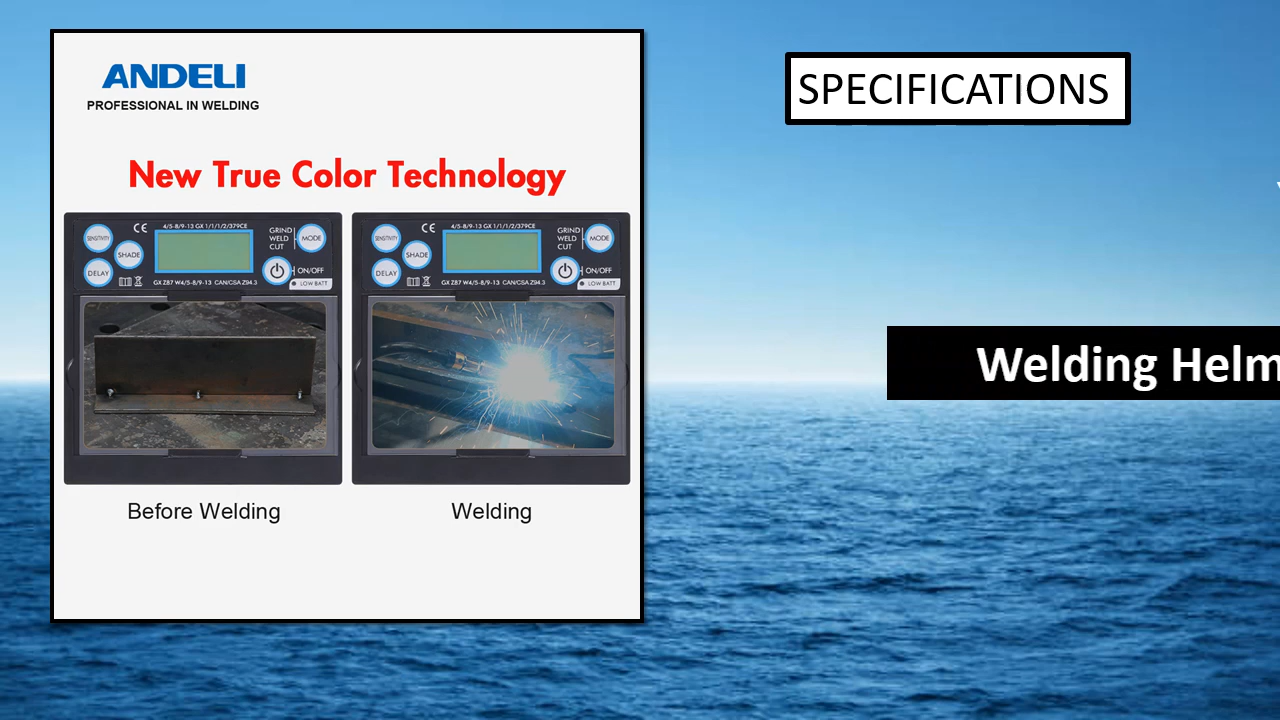 ANDELI
PROFESSIONAL IN WELDING
New True Color Technology
SENSITIVITY
SHADE
DELAY
CE
4/5-8/9-13 GX 1/1/1/2/379CE
GRIND
WELD
CUT
MODE
ON/OFF
LOW BATT
GX Z87 W4/5-8/9-13 CAN/CSA Z94.3
SENSITIVITY
SHADE
DELAY
CE
4/5-8/9-13 GX 1/1/1/2/379CE
GRIND
WELD
CUT
MODE
ON/OFF
LOW BATT
GX Z87 W4/5-8/9-13 CAN/CSA Z94.3
Before Welding
Welding
SPECIFICATIONS
Welding Helm